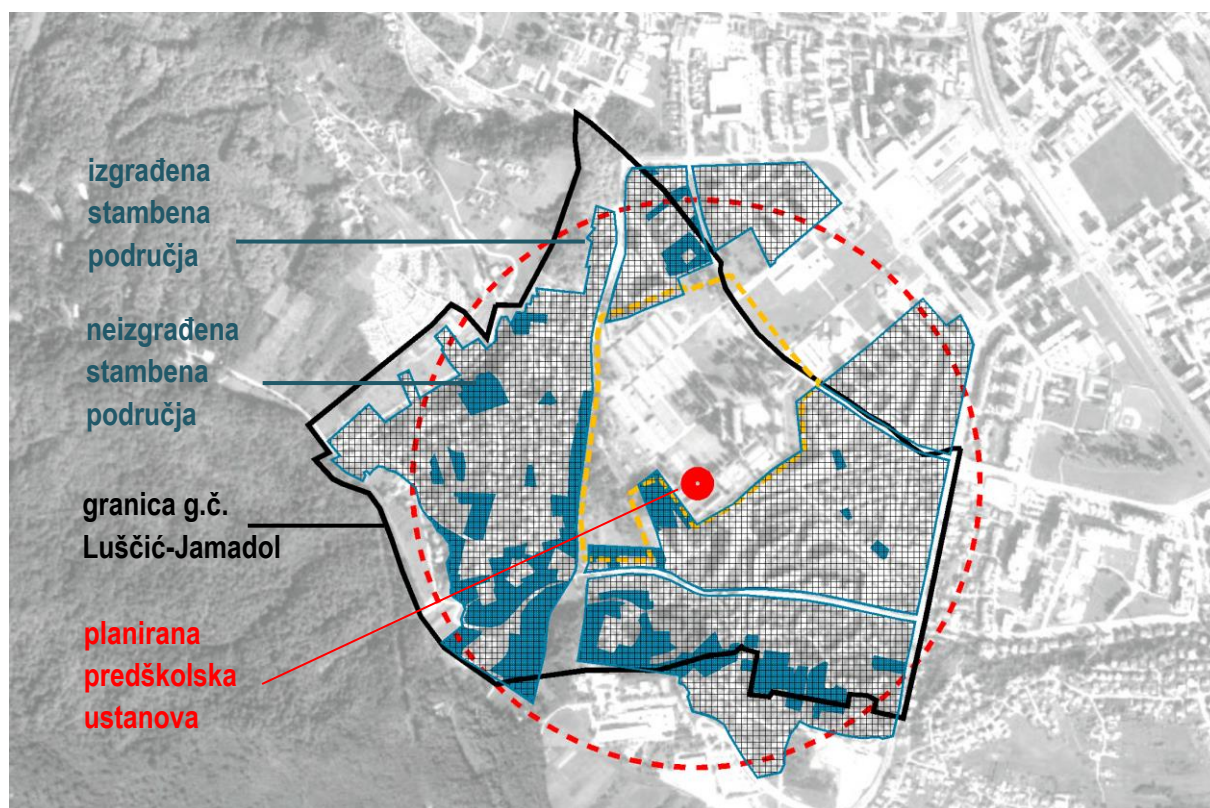 izgrađena
stambena
područja
neizgrađena
stambena
područja
granica g.č.
Luščić-Jamadol
planirana
predškolska
ustanova